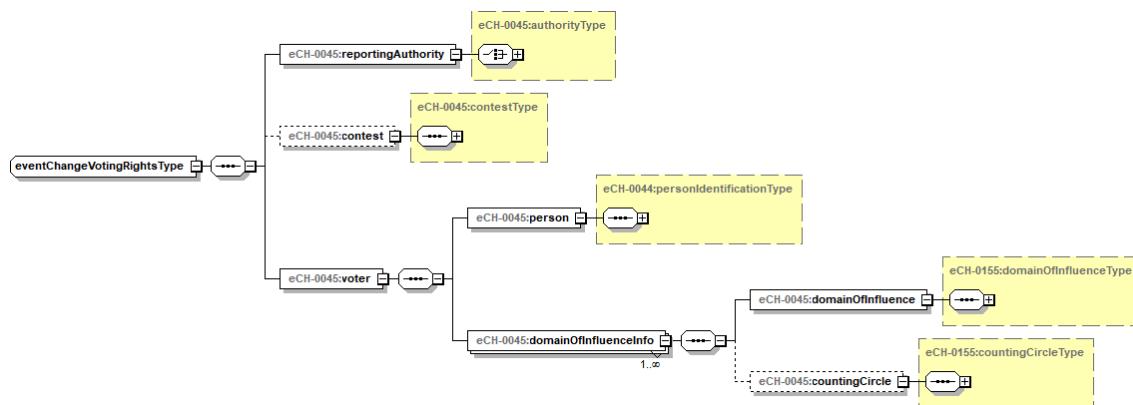 eCH-0045:authorityType
eCH-0045:reportingAuthority
eCH-0045:contestType
eCH-0045:contest
eventChangeVotingRightsType
eCH-0044:personIdentificationType
eCH-0045:person
eCH-0045:voter
eCH-0155:domainOfInfluenceType
eCH-0045:domainOfInfluence
eCH-0045:domainOfInfluenceInfo
1..∞
eCH-0155:countingCircleType
eCH-0045:countingCircle